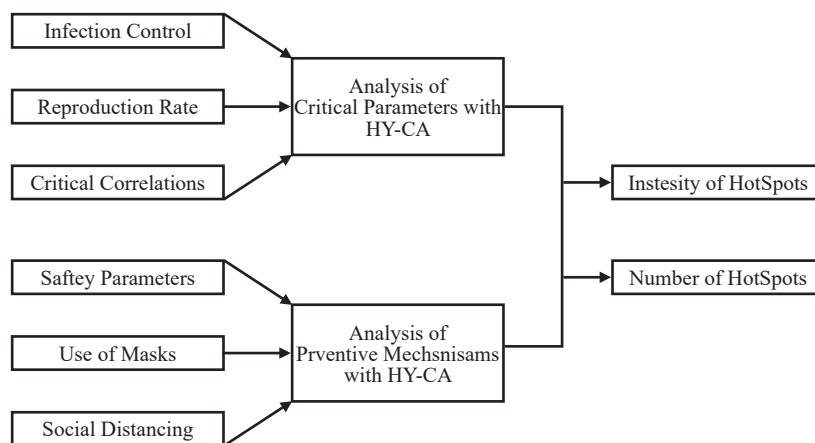 Infection Control
Reproduction Rate
Critical Correlations
Analysis of
Critical Parameters with
HY-CA
Saftey Parameters
Use of Masks
Social Distancing
Analysis of
Prventive Mechsnisams
with HY-CA
Instesity of HotSpots
Number of HotSpots